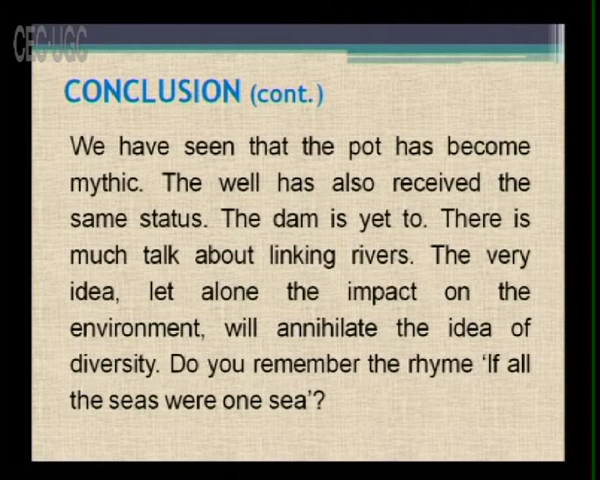 CEC-UGC
CONCLUSION (cont.)
We have seen that the pot has become
mythic. The well has also received the
same status. The dam is yet to. There is
much talk about linking rivers. The very
idea, let alone the impact on the
environment, will annihilate the idea of
diversity. Do you remember the rhyme ‘If all
the seas were one sea’?